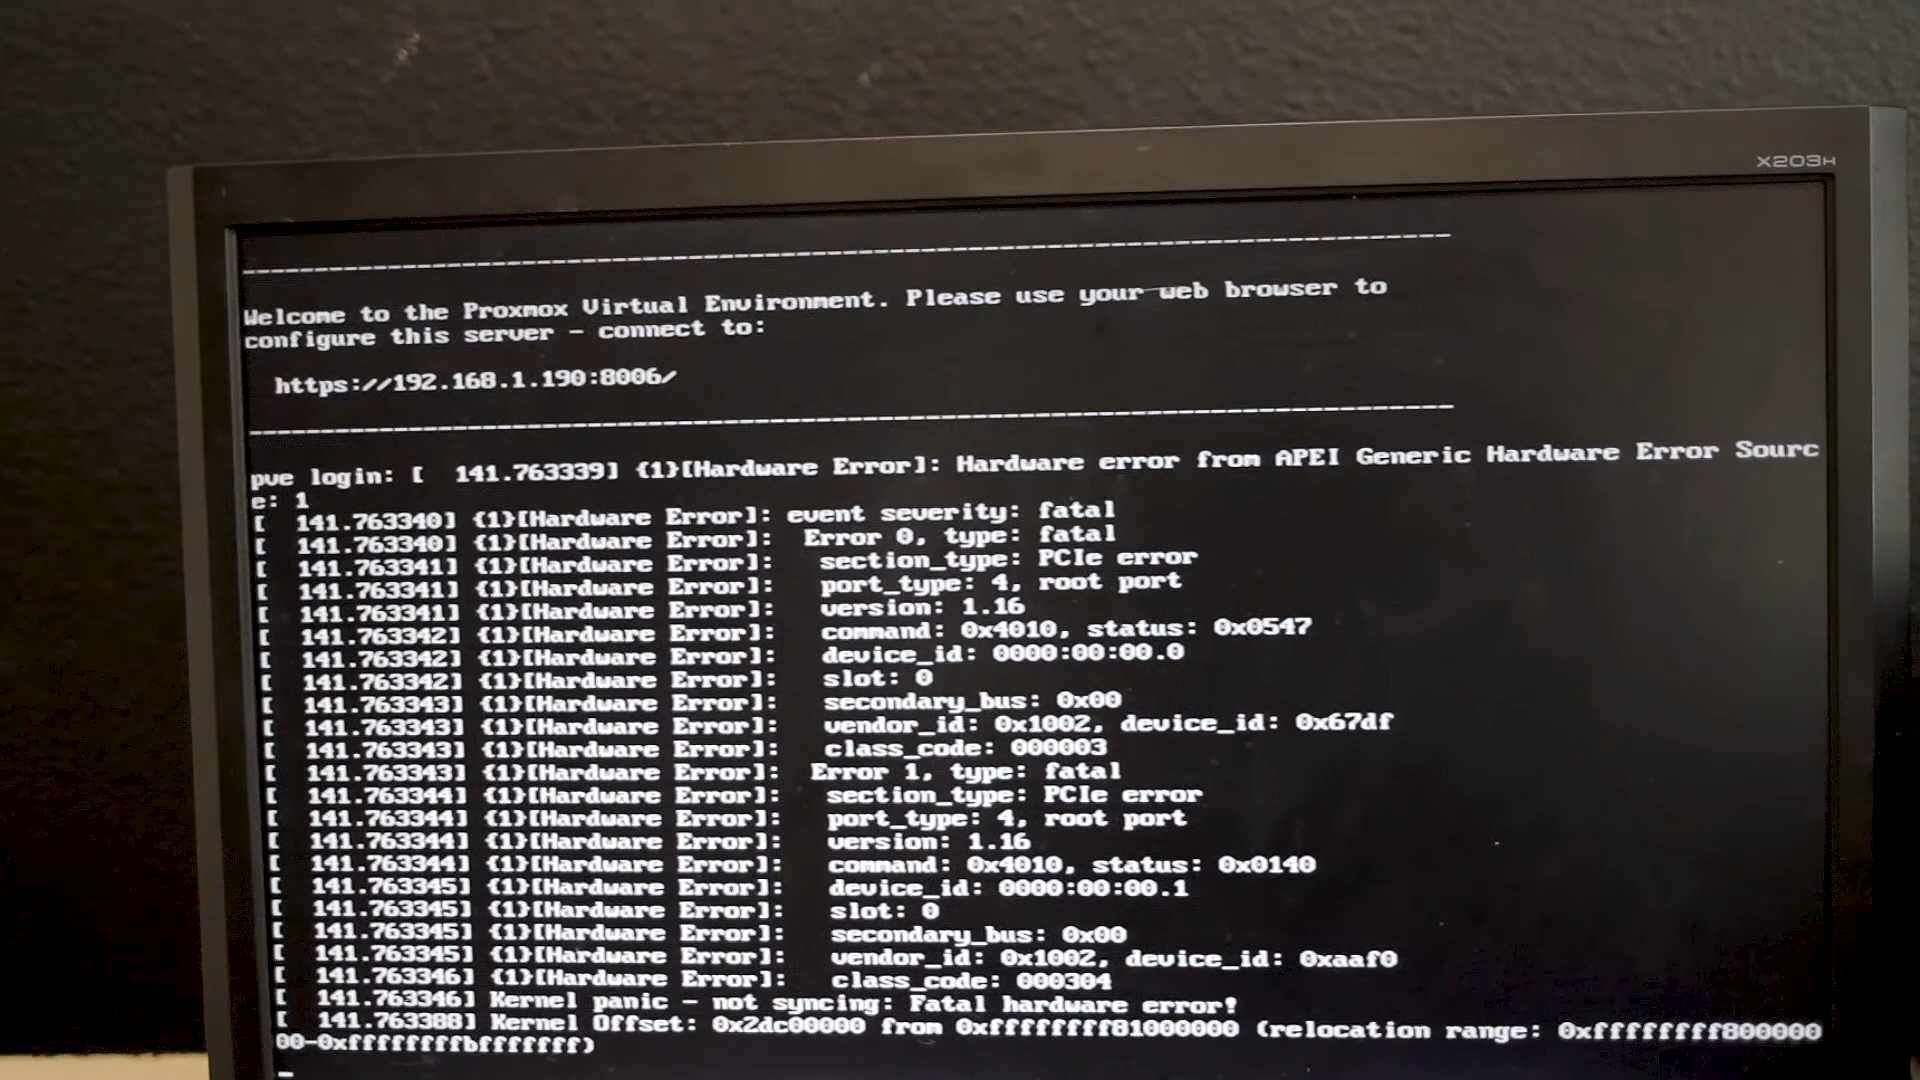 X203H
--------------------------------------------------------------------------------
Welcome to the Proxmox Virtual Environment. Please use your web browser to
configure this server - connect to:
https://192.168.1.190:8006/
--------------------------------------------------------------------------------
pve login: [  141.763339] {1}[Hardware Error]: Hardware error from APEI Generic Hardware Error Sourc
e: 1
[  141.763340] {1}[Hardware Error]: event severity: fatal
[  141.763340] {1}[Hardware Error]:  Error 0, type: fatal
[  141.763341] {1}[Hardware Error]:   section_type: PCIe error
[  141.763341] {1}[Hardware Error]:   port_type: 4, root port
[  141.763341] {1}[Hardware Error]:   version: 1.16
[  141.763342] {1}[Hardware Error]:   command: 0x4010, status: 0x0547
[  141.763342] {1}[Hardware Error]:   device_id: 0000:00:00.0
[  141.763342] {1}[Hardware Error]:   slot: 0
[  141.763343] {1}[Hardware Error]:   secondary_bus: 0x00
[  141.763343] {1}[Hardware Error]:   vendor_id: 0x1002, device_id: 0x67df
[  141.763343] {1}[Hardware Error]:   class_code: 000003
[  141.763343] {1}[Hardware Error]:  Error 1, type: fatal
[  141.763344] {1}[Hardware Error]:   section_type: PCIe error
[  141.763344] {1}[Hardware Error]:   port_type: 4, root port
[  141.763344] {1}[Hardware Error]:   version: 1.16
[  141.763344] {1}[Hardware Error]:   command: 0x4010, status: 0x0140
[  141.763345] {1}[Hardware Error]:   device_id: 0000:00:00.1
[  141.763345] {1}[Hardware Error]:   slot: 0
[  141.763345] {1}[Hardware Error]:   secondary_bus: 0x00
[  141.763345] {1}[Hardware Error]:   vendor_id: 0x1002, device_id: 0xaaf0
[  141.763346] {1}[Hardware Error]:   class_code: 000304
[  141.763346] Kernel panic - not syncing: Fatal hardware error!
[  141.763388] Kernel Offset: 0x2dc00000 from 0xffffffff81000000 (relocation range: 0xffffffff800000
00-0xffffffffbfffffff)